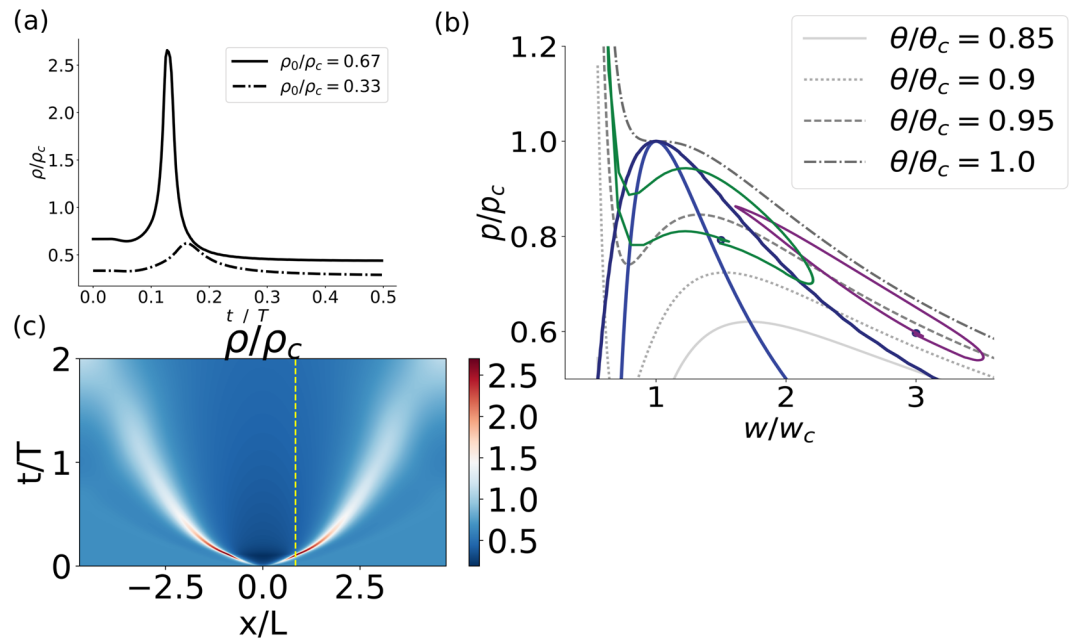 (a)
ρ/ρc
2.5
2.0
1.5
1.0
0.5
ρ0/ρc = 0.67
ρ0/ρc = 0.33
0.0 0.1 0.2 0.3 0.4 0.5
t / T
(b)
p/pc
1.2
1.0
0.8
0.6
θ/θc = 0.85
θ/θc = 0.9
θ/θc = 0.95
θ/θc = 1.0
1 2 3
w/wc
(c)
ρ/ρc
t/T
2
1
0
−2.5 0.0 2.5
x/L
2.5
2.0
1.5
1.0
0.5